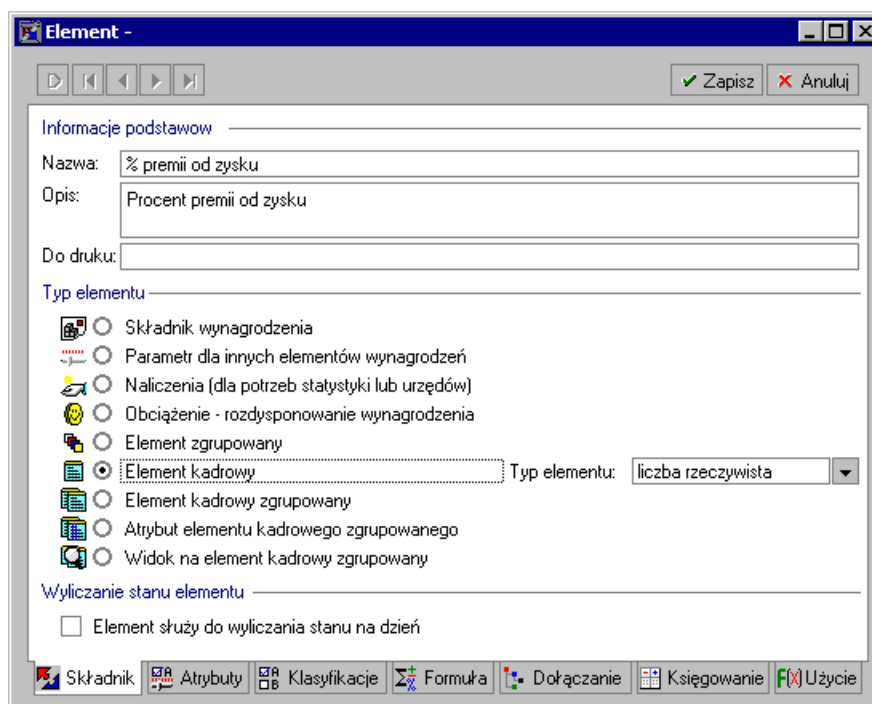 Element -
Zapisz Anuluj
Informacje podstawow
Nazwa: % premii od zysku
Opis: Procent premii od zysku
Do druku:
Typ elementu
Składnik wynagrodzenia
Parametr dla innych elementów wynagrodzeń
Naliczenia (dla potrzeb statystyki lub urzędów)
Obciążenie - rozdysponowanie wynagrodzenia
Element zgrupowany
Element kadrowy Typ elementu: liczba rzeczywista
Element kadrowy zgrupowany
Atrybut elementu kadrowego zgrupowanego
Widok na element kadrowy zgrupowany
Wyliczanie stanu elementu
Element służy do wyliczania stanu na dzień
Składnik Atrybuty Klasyfikacje Formuła Dołączanie Księgowanie F(X) Użycie